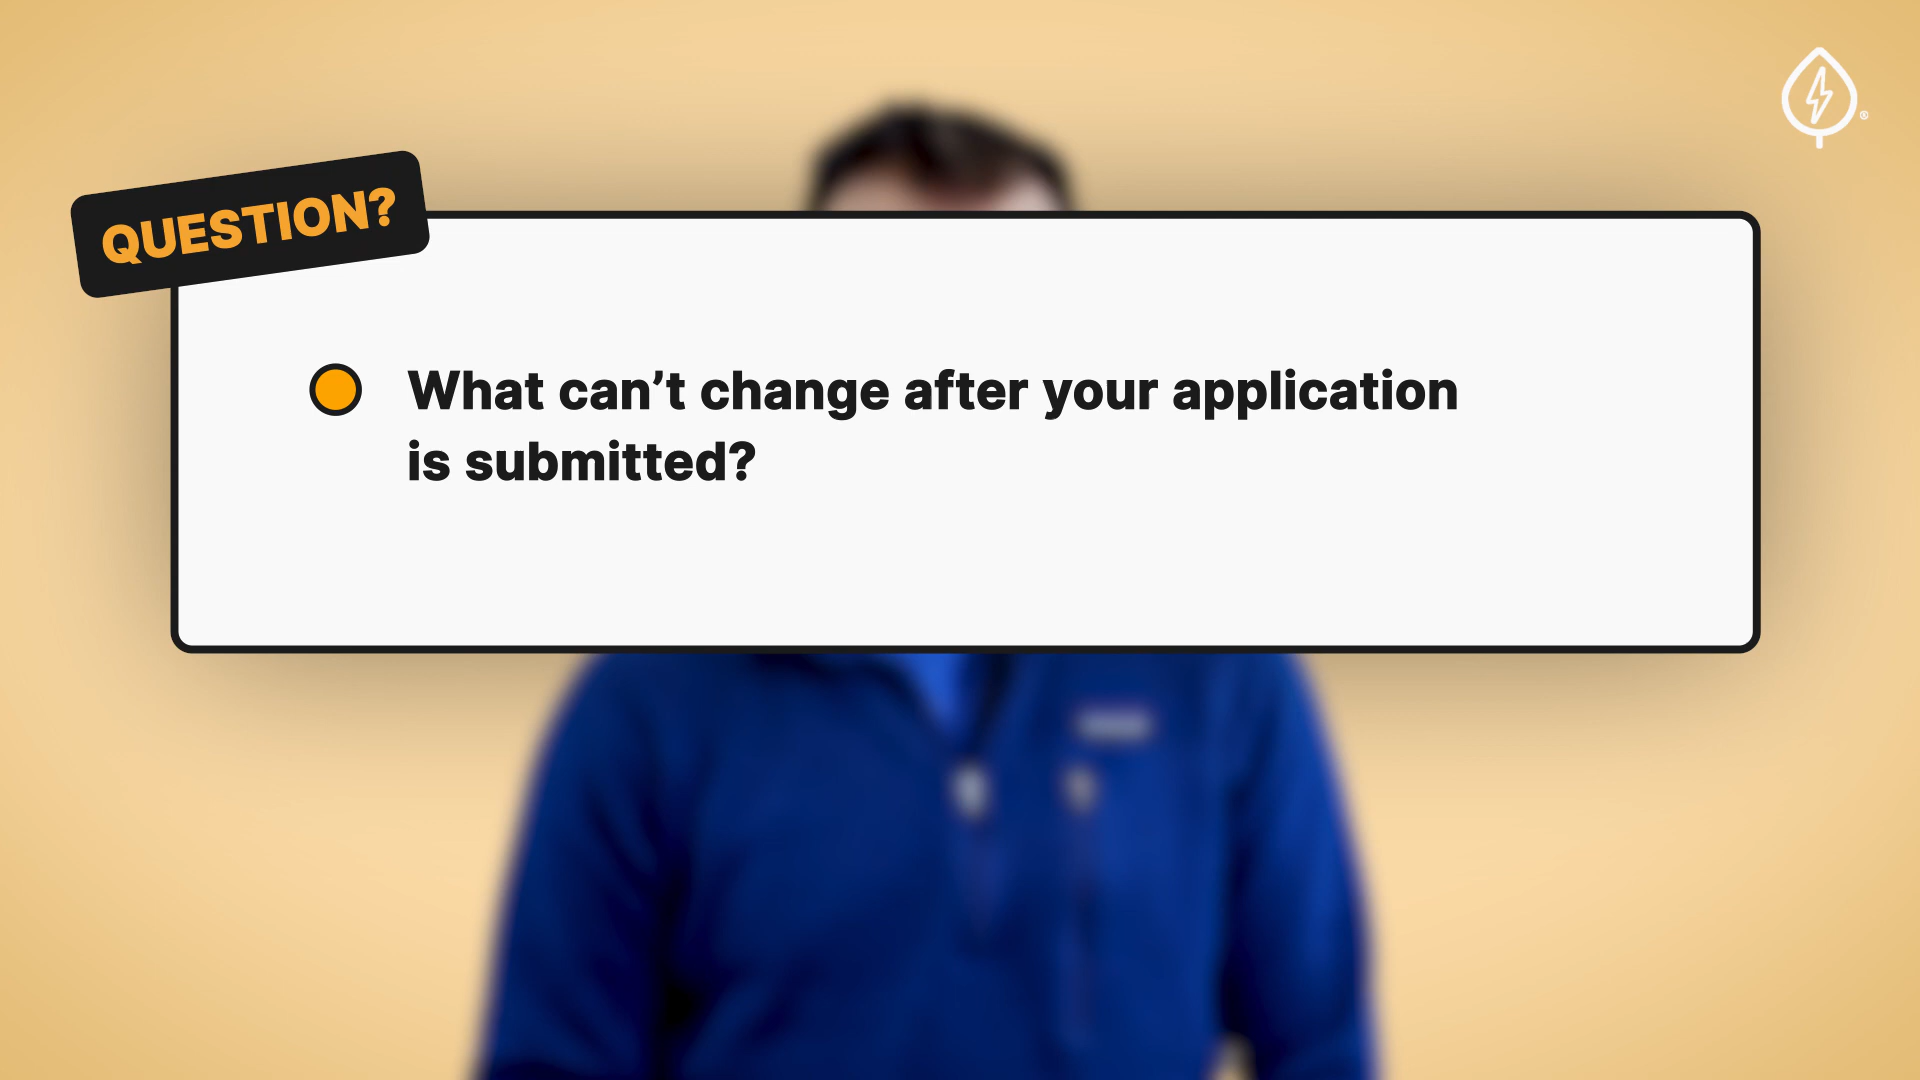 QUESTION?
What can’t change after your application
is submitted?
®